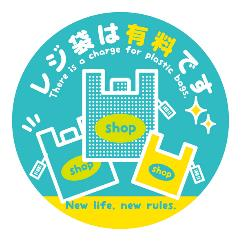 レジ袋は有料です
There is a charge for plastic bags.
shop
shop
shop
New life, new rules.